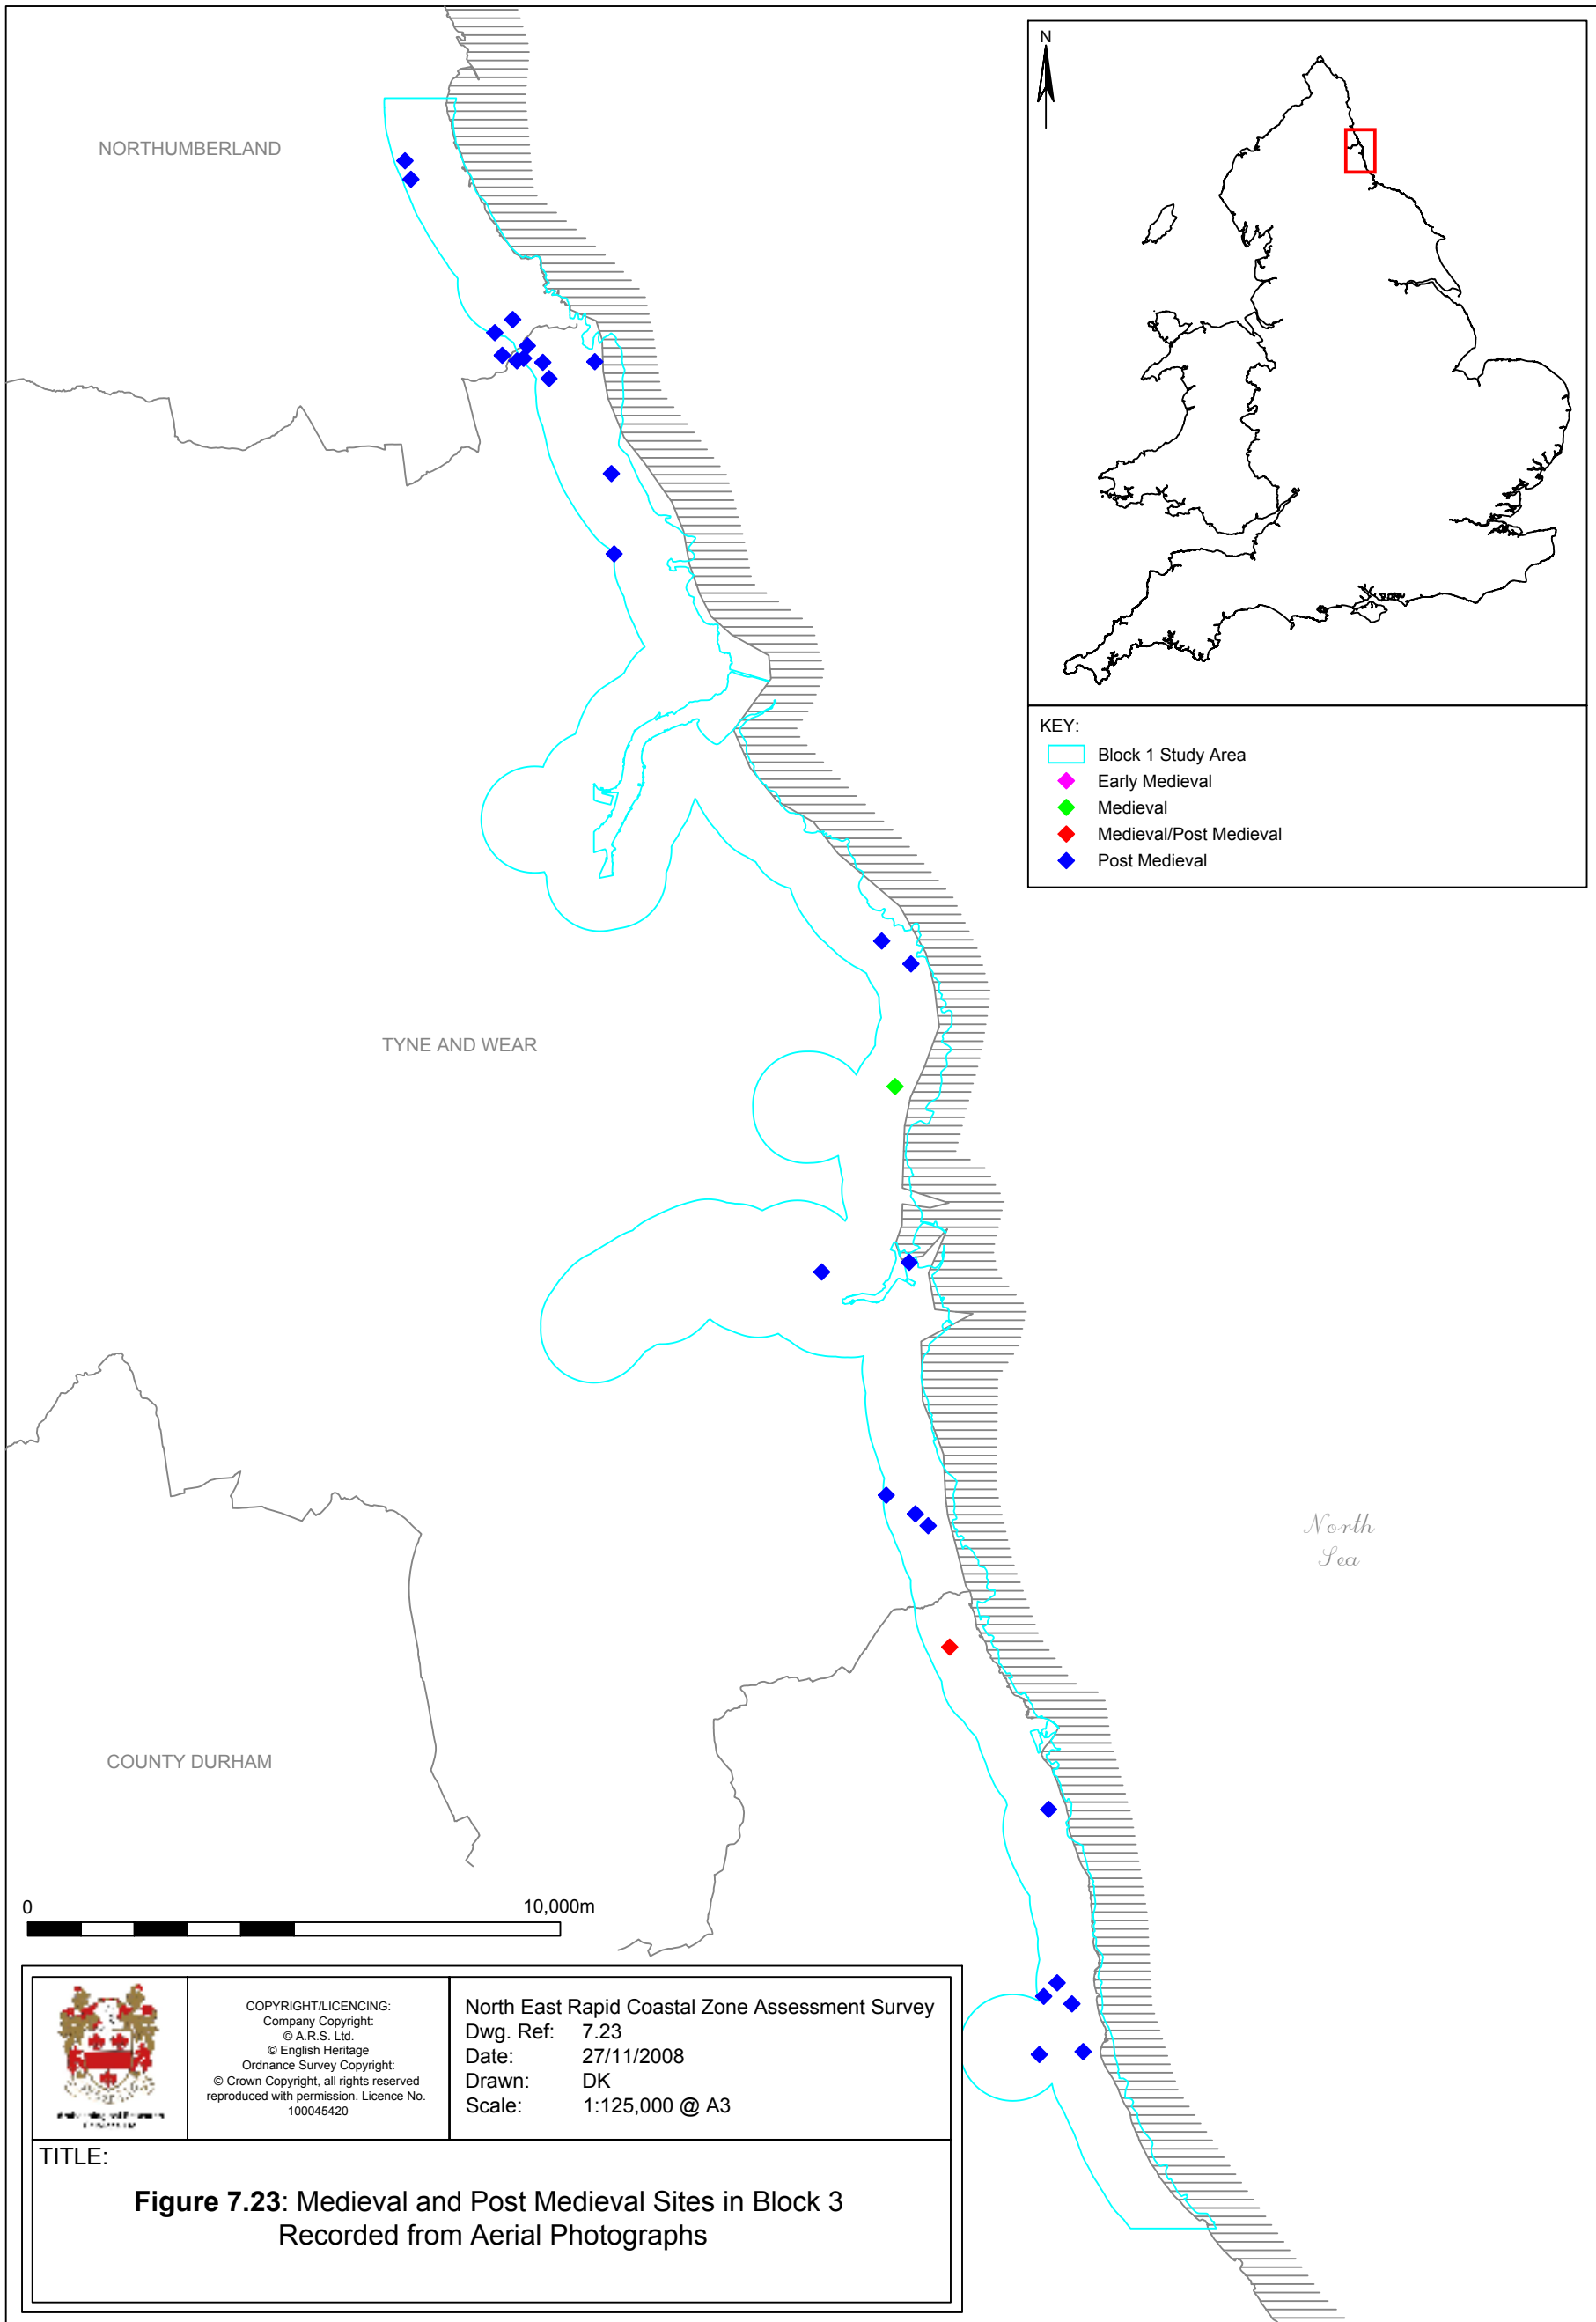 NORTHUMBERLAND
N
KEY:
Block 1 Study Area
Early Medieval
Medieval
Medieval/Post Medieval
Post Medieval
TYNE AND WEAR
North
Sea
COUNTY DURHAM
0 10,000m
COPYRIGHT/LICENCING:
Company Copyright:
© A.R.S. Ltd.
© English Heritage
Ordnance Survey Copyright:
© Crown Copyright, all rights reserved
reproduced with permission. Licence No.
100045420
North East Rapid Coastal Zone Assessment Survey
Dwg. Ref: 7.23
Date: 27/11/2008
Drawn: DK
Scale: 1:125,000 @ A3
TITLE:
Figure 7.23: Medieval and Post Medieval Sites in Block 3
Recorded from Aerial Photographs